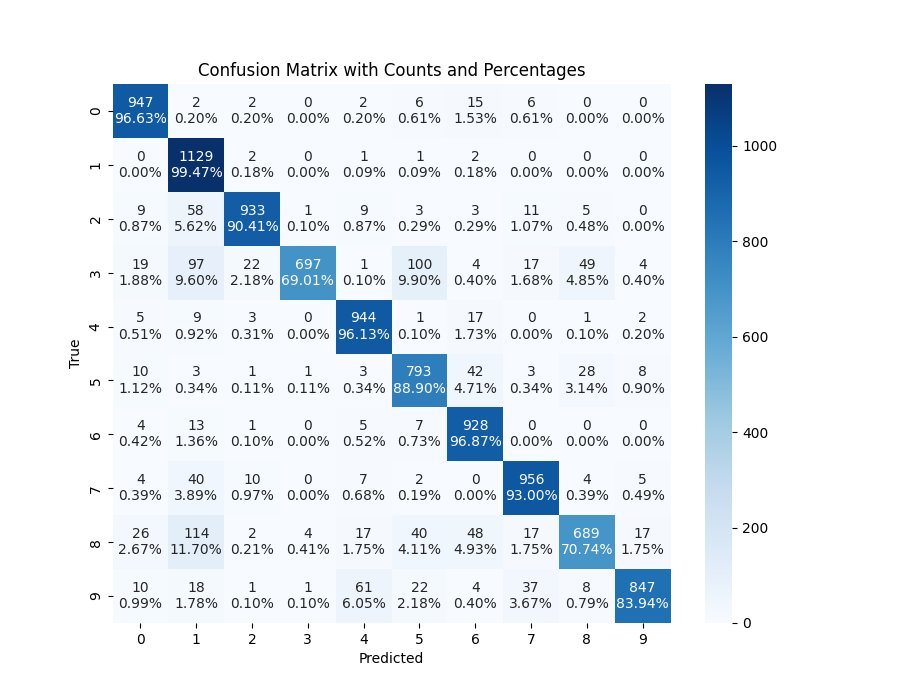 Confusion Matrix with Counts and Percentages
0 947 2 2 0 2 6 15 6 0 0
96.63% 0.20% 0.20% 0.00% 0.20% 0.61% 1.53% 0.61% 0.00% 0.00%
1 0 1129 2 0 1 1 2 0 0 0
0.00% 99.47% 0.18% 0.00% 0.09% 0.09% 0.18% 0.00% 0.00% 0.00%
2 9 58 933 1 9 3 3 11 5 0
0.87% 5.62% 90.41% 0.10% 0.87% 0.29% 0.29% 1.07% 0.48% 0.00%
3 19 97 22 697 1 100 4 17 49 4
1.88% 9.60% 2.18% 69.01% 0.10% 9.90% 0.40% 1.68% 4.85% 0.40%
4 5 9 3 0 944 1 17 0 1 2
0.51% 0.92% 0.31% 0.00% 96.13% 0.10% 1.73% 0.00% 0.10% 0.20%
True
5 10 3 1 1 3 793 42 3 28 8
1.12% 0.34% 0.11% 0.11% 0.34% 88.90% 4.71% 0.34% 3.14% 0.90%
6 4 13 1 0 5 7 928 0 0 0
0.42% 1.36% 0.10% 0.00% 0.52% 0.73% 96.87% 0.00% 0.00% 0.00%
7 4 40 10 0 7 2 0 956 4 5
0.39% 3.89% 0.97% 0.00% 0.68% 0.19% 0.00% 93.00% 0.39% 0.49%
8 26 114 2 4 17 40 48 17 689 17
2.67% 11.70% 0.21% 0.41% 1.75% 4.11% 4.93% 1.75% 70.74% 1.75%
9 10 18 1 1 61 22 4 37 8 847
0.99% 1.78% 0.10% 0.10% 6.05% 2.18% 0.40% 3.67% 0.79% 83.94%
0 1 2 3 4 5 6 7 8 9
Predicted
1000
800
600
400
200
0